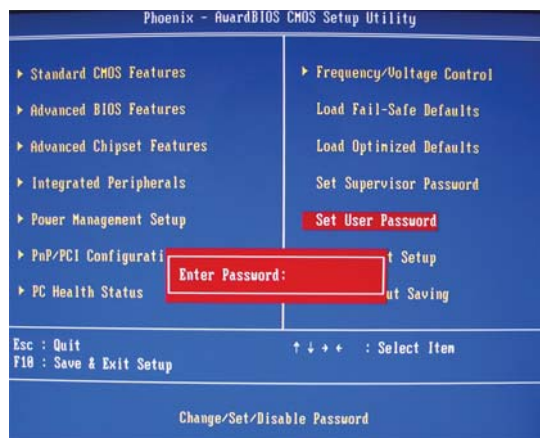 Phoenix - AwardBIOS CMOS Setup Utility
Standard CMOS Features
Advanced BIOS Features
Advanced Chipset Features
Integrated Peripherals
Power Management Setup
PnP/PCI Configurati
PC Health Status
Frequency/Voltage Control
Load Fail-Safe Defaults
Load Optimized Defaults
Set Supervisor Password
Set User Password
t Setup
ut Saving
Enter Password:
Esc : Quit
F10 : Save & Exit Setup
↑ ↓ → ← : Select Item
Change/Set/Disable Password